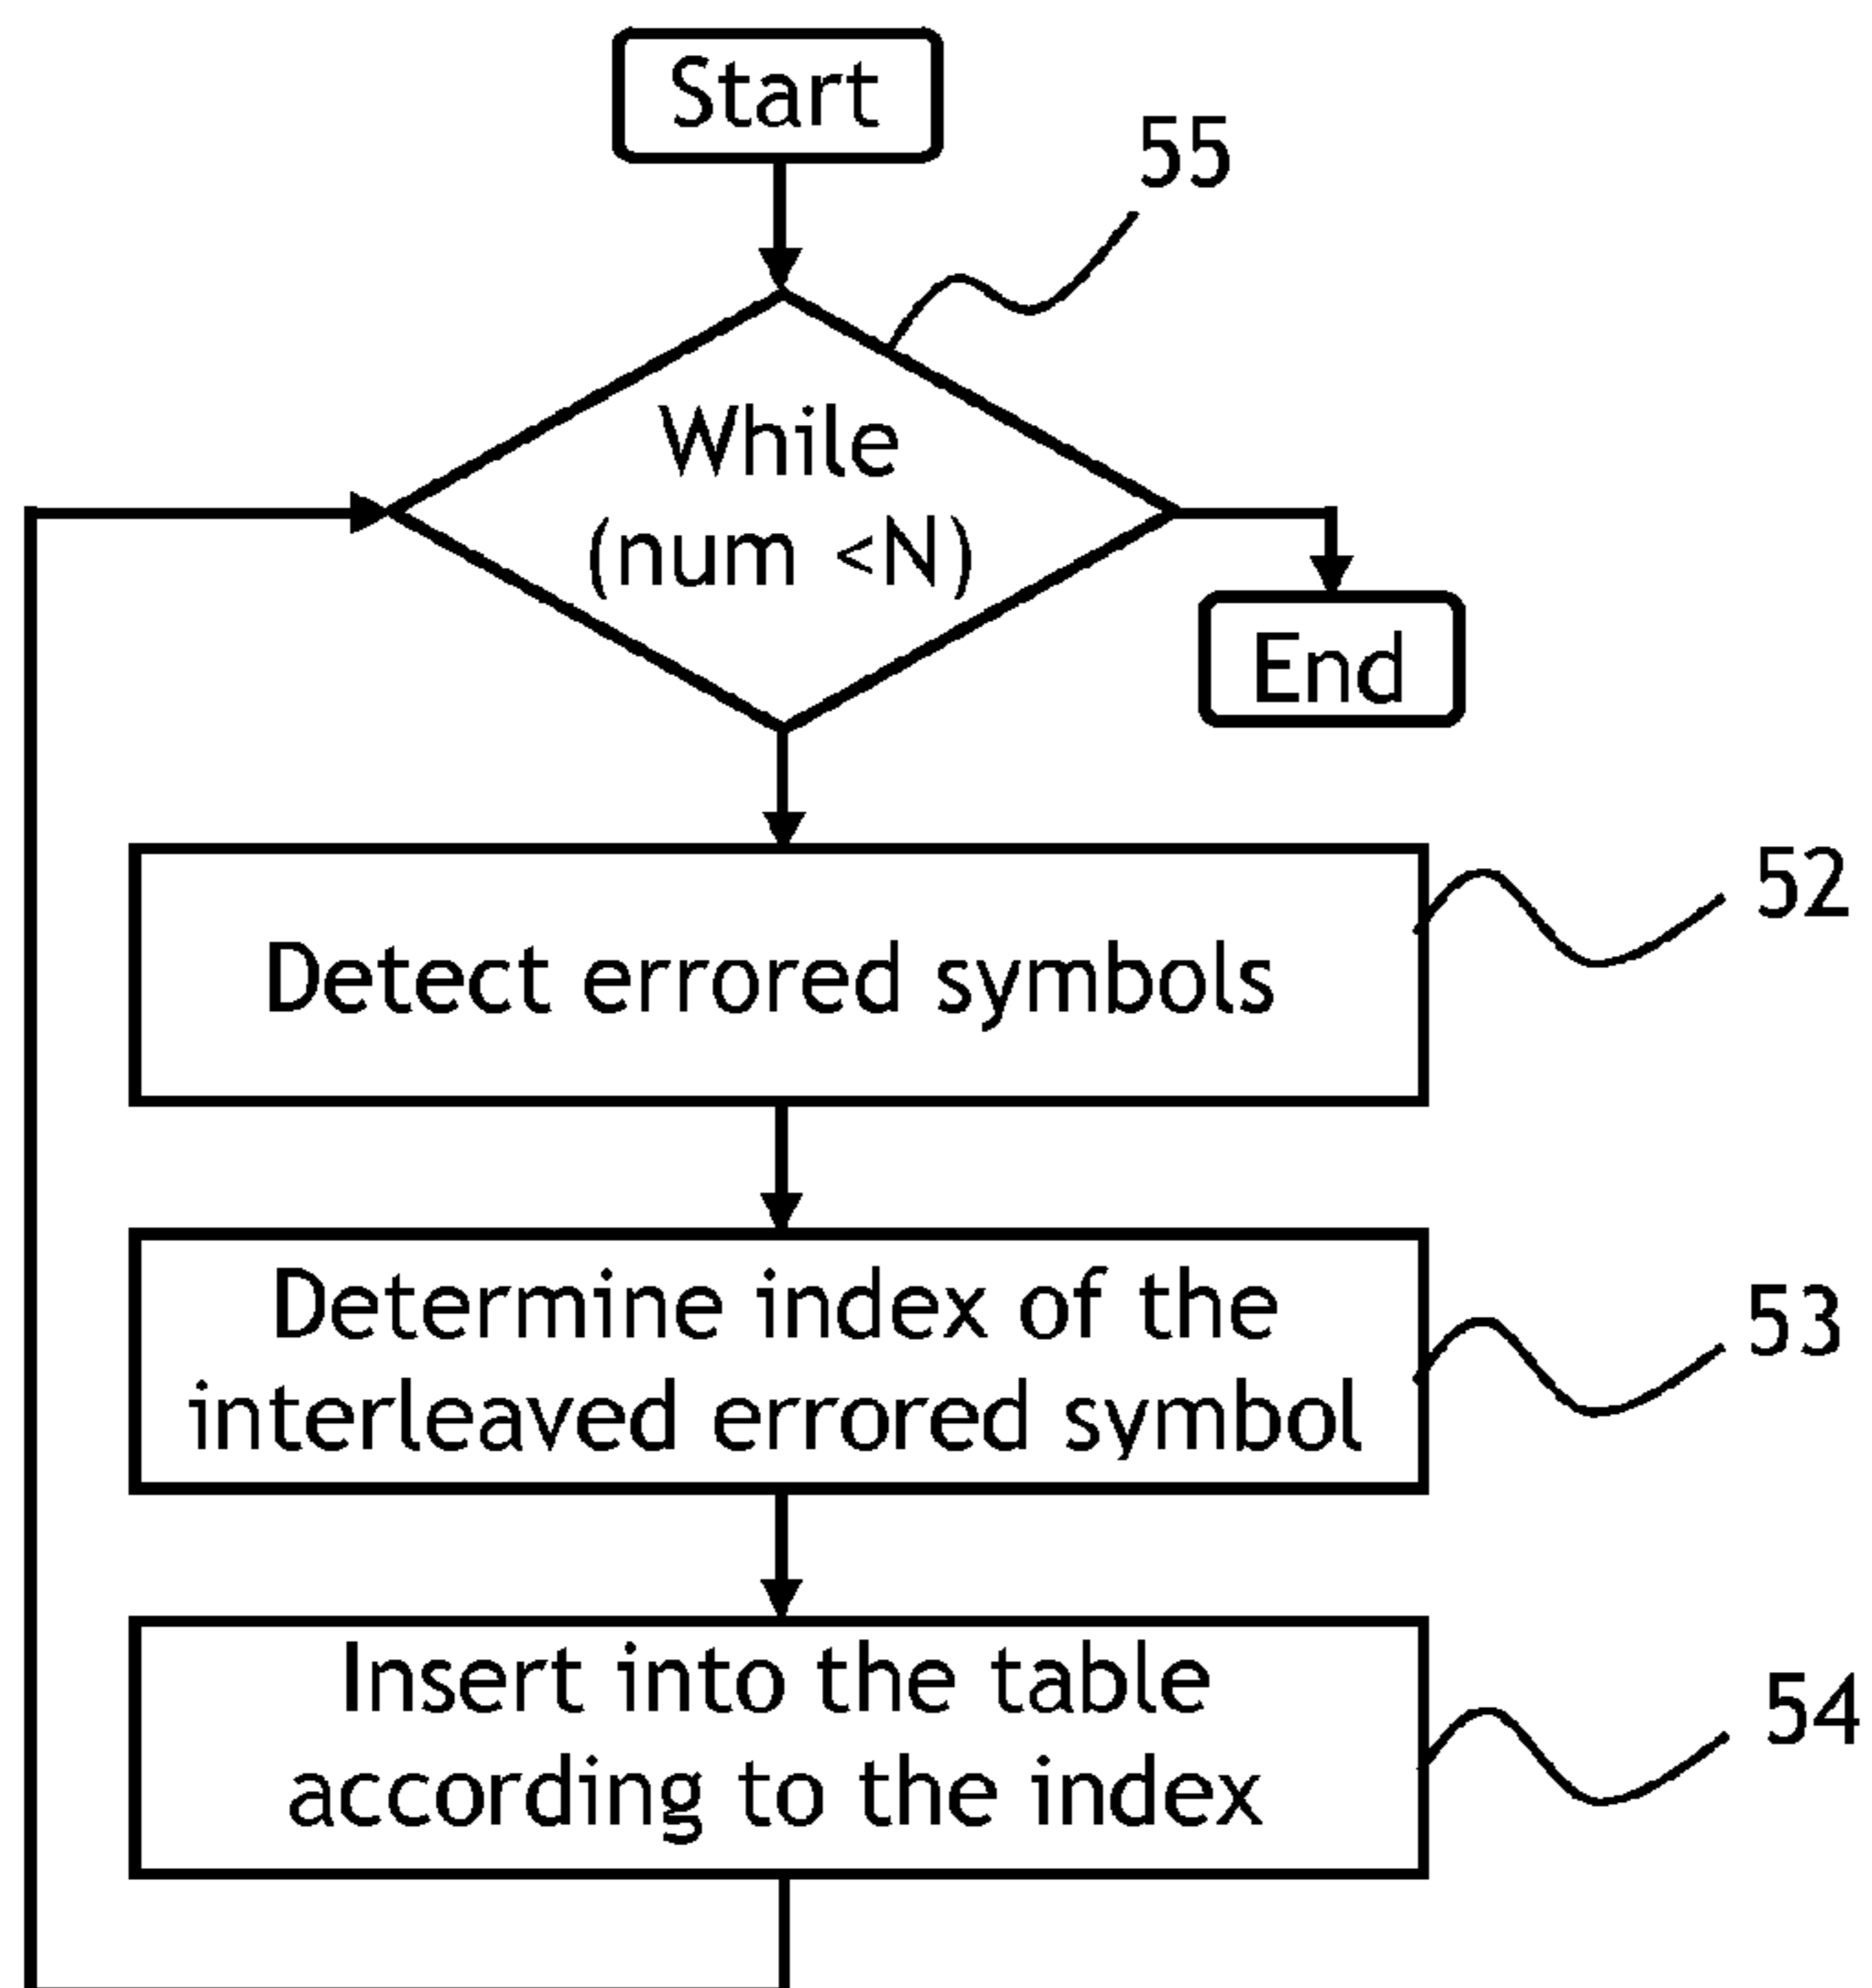 Start
55
While
(num <N)
End
52
Detect errored symbols
53
Determine index of the
interleaved errored symbol
54
Insert into the table
according to the index